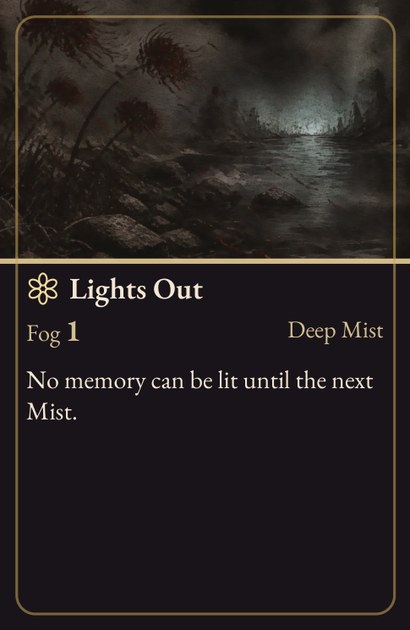 Lights Out
Fog 1
Deep Mist
No memory can be lit until the next
Mist.